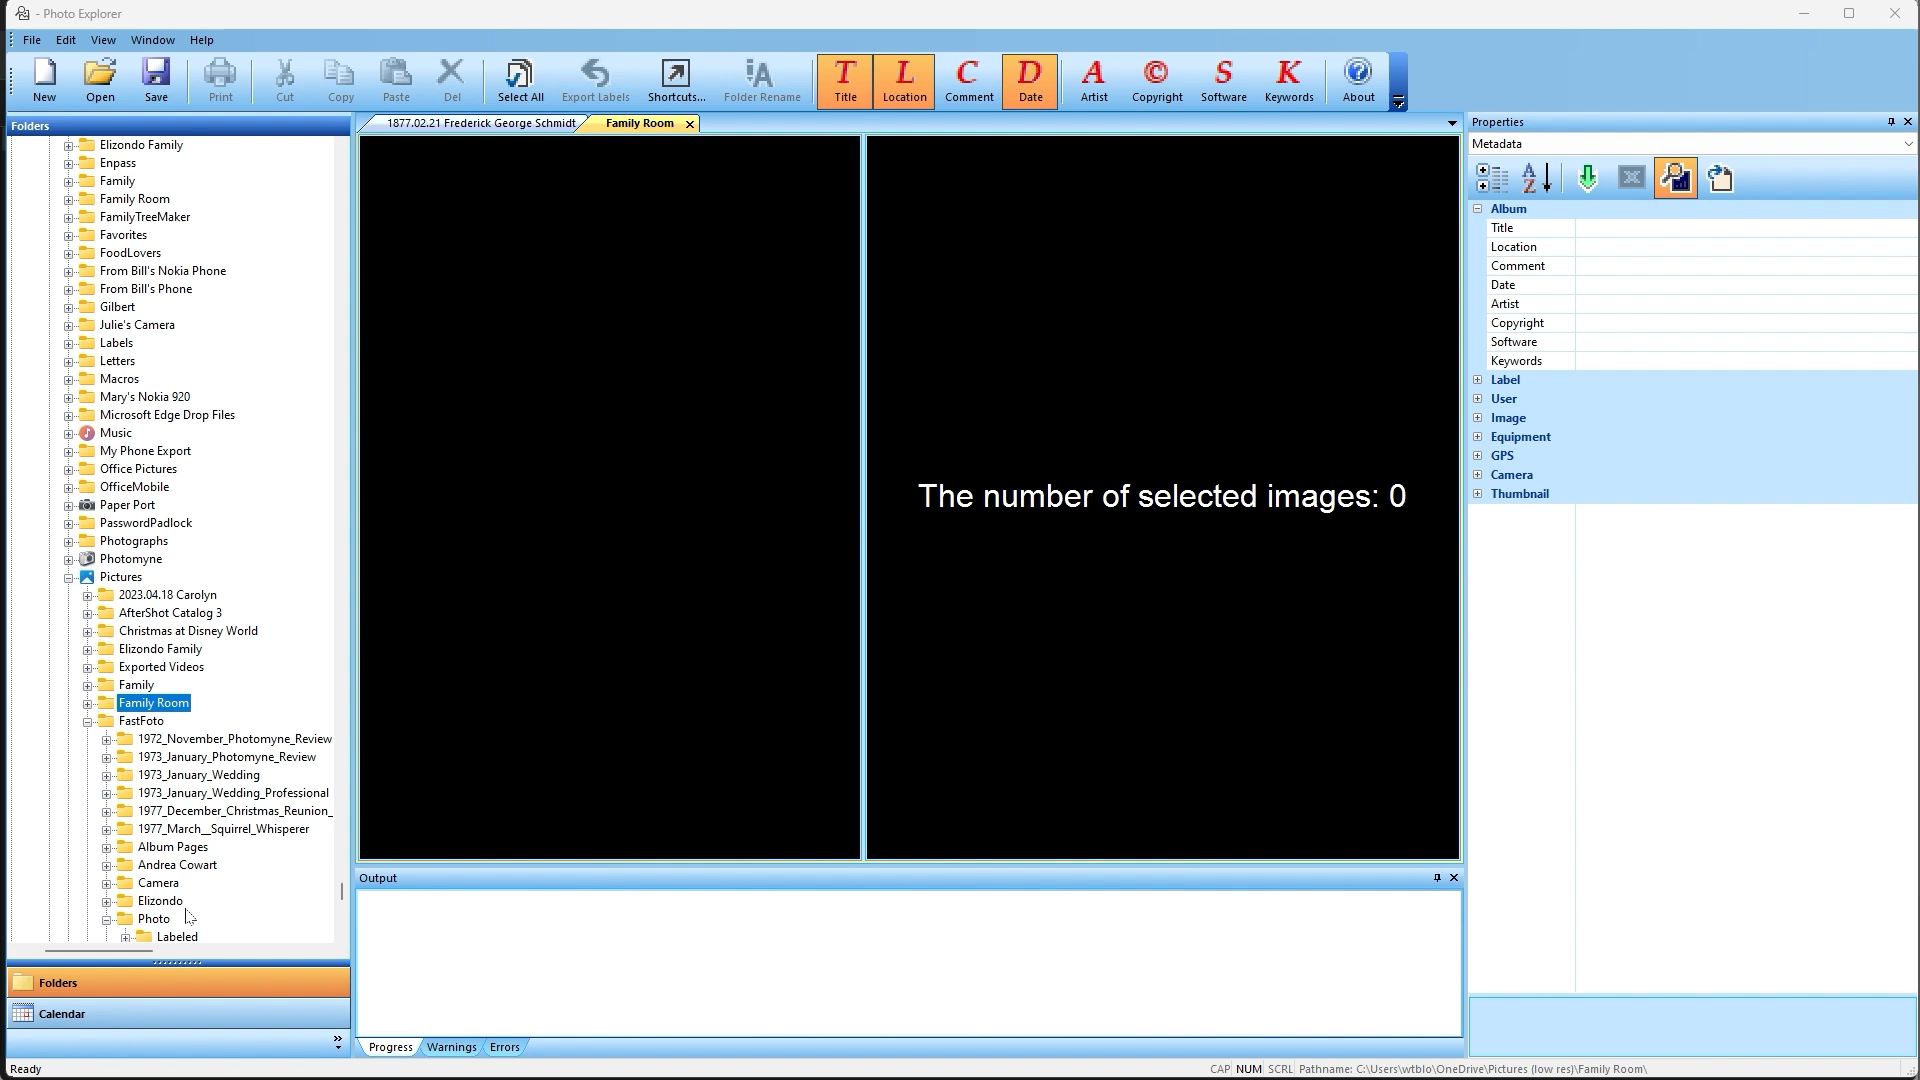 - Photo Explorer
File Edit View Window Help
New Open Save Print Cut Copy Paste Del Select All Export Labels Shortcuts... Folder Rename T Title L Location C Comment D Date A Artist © Copyright S Software K Keywords About
Folders
Elizondo Family
Enpass
Family
Family Room
FamilyTreeMaker
Favorites
FoodLovers
From Bill's Nokia Phone
From Bill's Phone
Gilbert
Julie's Camera
Labels
Letters
Macros
Mary's Nokia 920
Microsoft Edge Drop Files
Music
My Phone Export
Office Pictures
OfficeMobile
Paper Port
PasswordPadlock
Photographs
Photomyne
Pictures
2023.04.18 Carolyn
AfterShot Catalog 3
Christmas at Disney World
Elizondo Family
Exported Videos
Family
Family Room
FastFoto
1972_November_Photomyne_Review
1973_January_Photomyne_Review
1973_January_Wedding
1973_January_Wedding_Professional
1977_December_Christmas_Reunion_
1977_March__Squirrel_Whisperer
Album Pages
Andrea Cowart
Camera
Elizondo
Photo
Labeled
Folders
Calendar
1877.02.21 Frederick George Schmidt Family Room
The number of selected images: 0
Output
Progress Warnings Errors
Properties
Metadata
A
Z
Album
Title
Location
Comment
Date
Artist
Copyright
Software
Keywords
Label
User
Image
Equipment
GPS
Camera
Thumbnail
Ready
CAP NUM SCRL Pathname: C:\Users\wtblo\OneDrive\Pictures (low res)\Family Room\